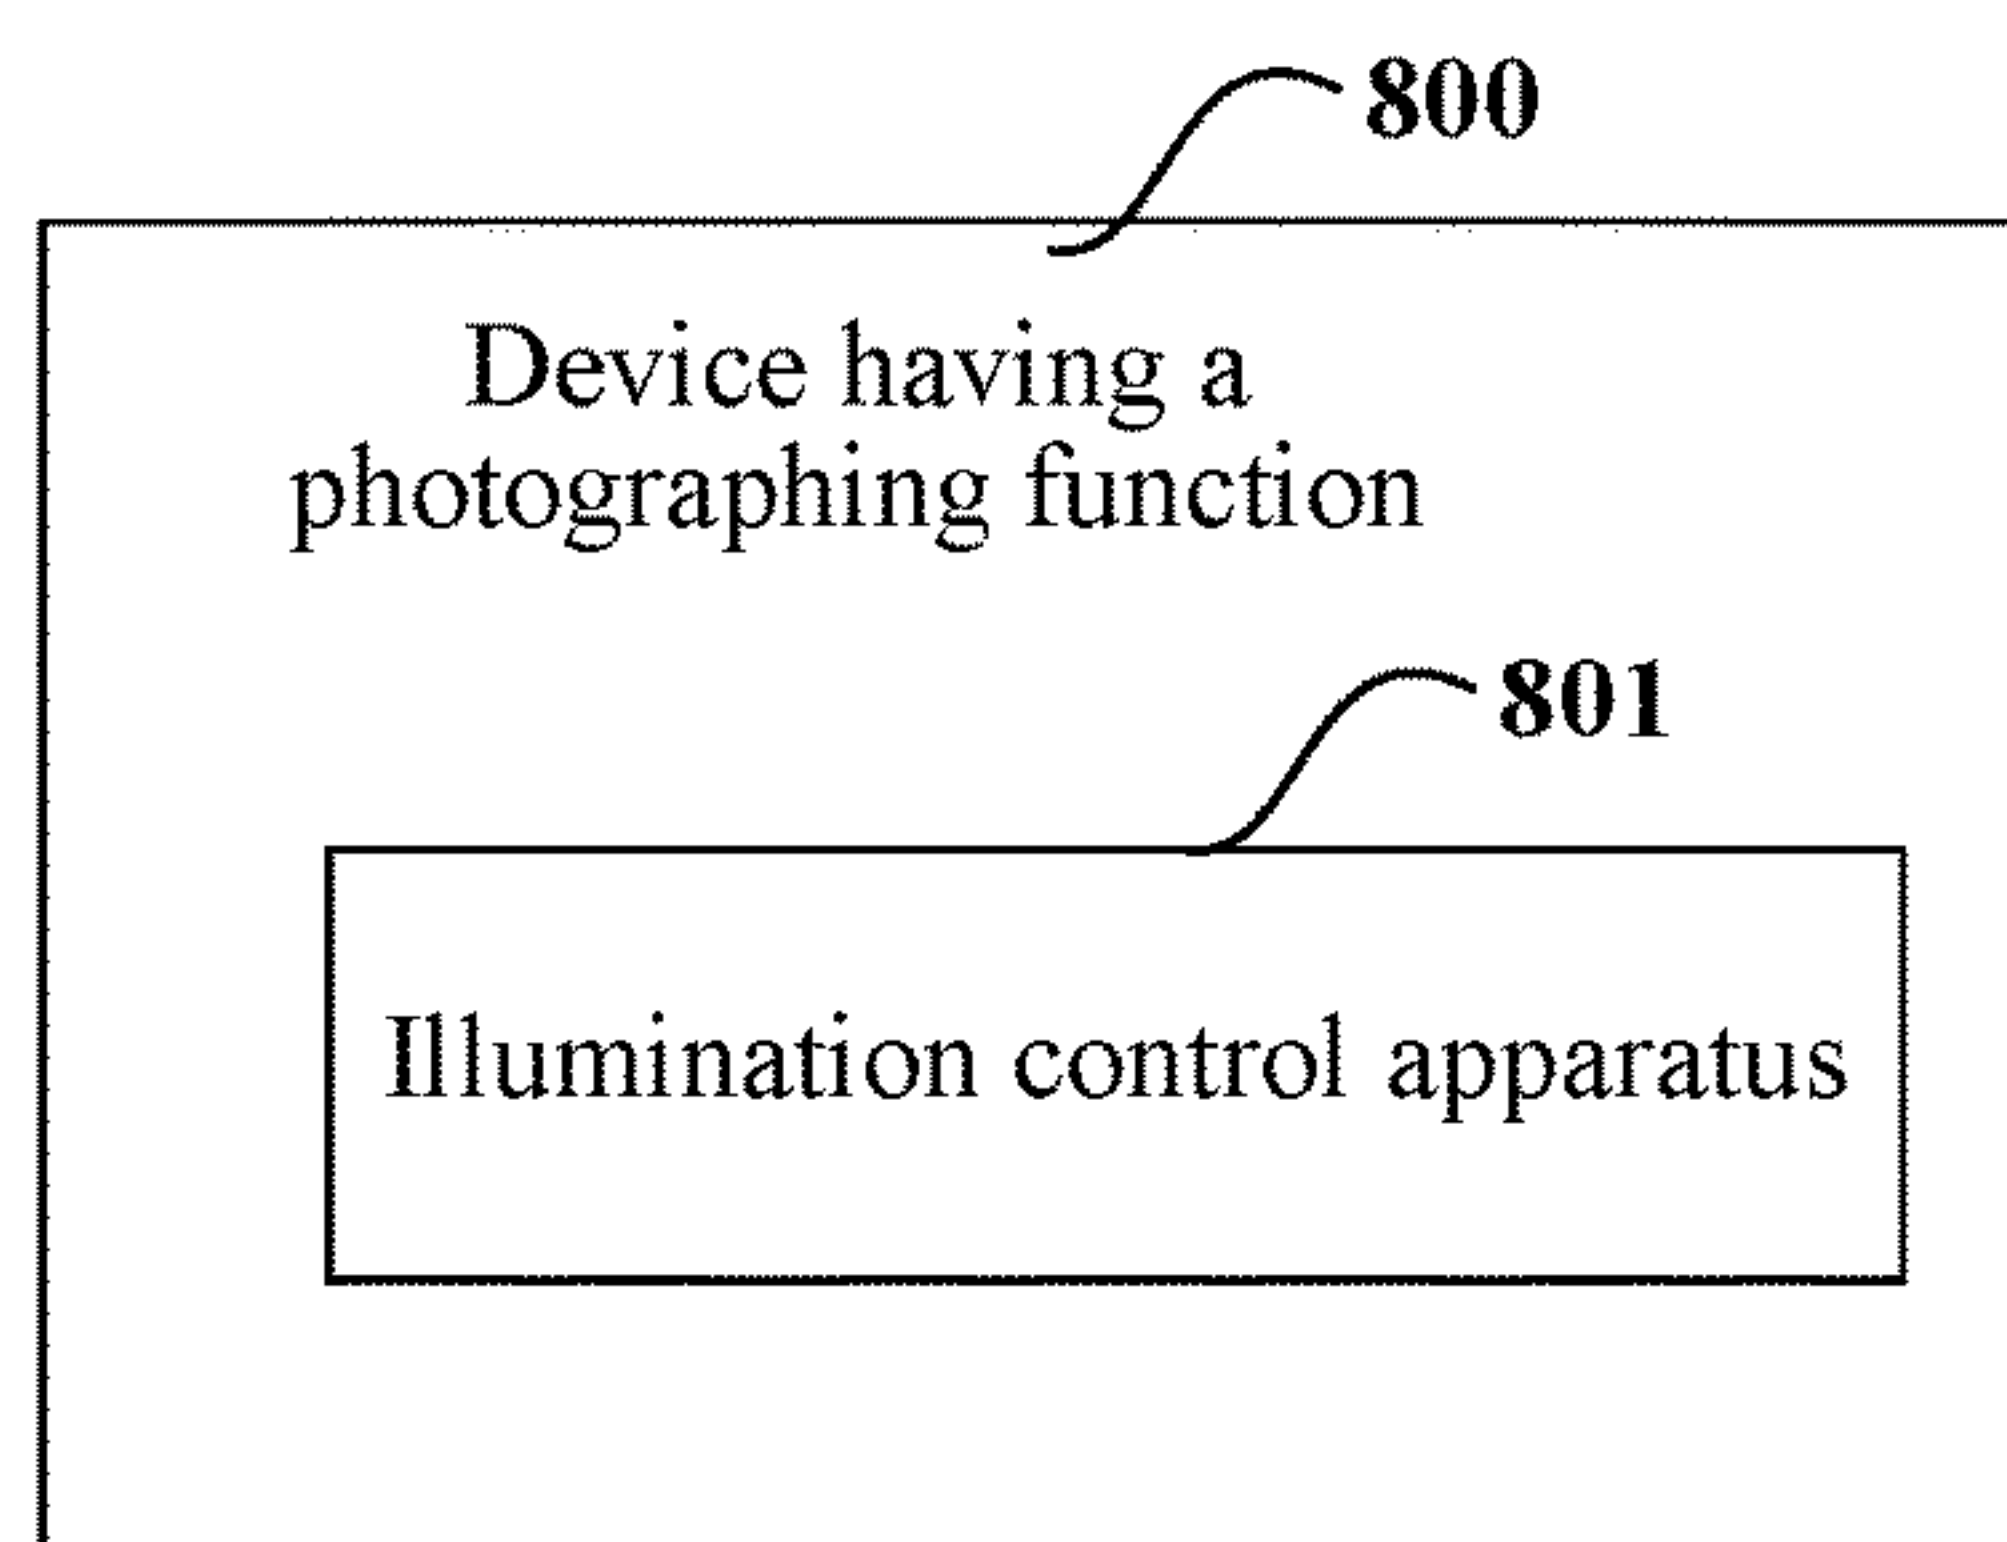 800
Device having a
photographing function
801
Illumination control apparatus